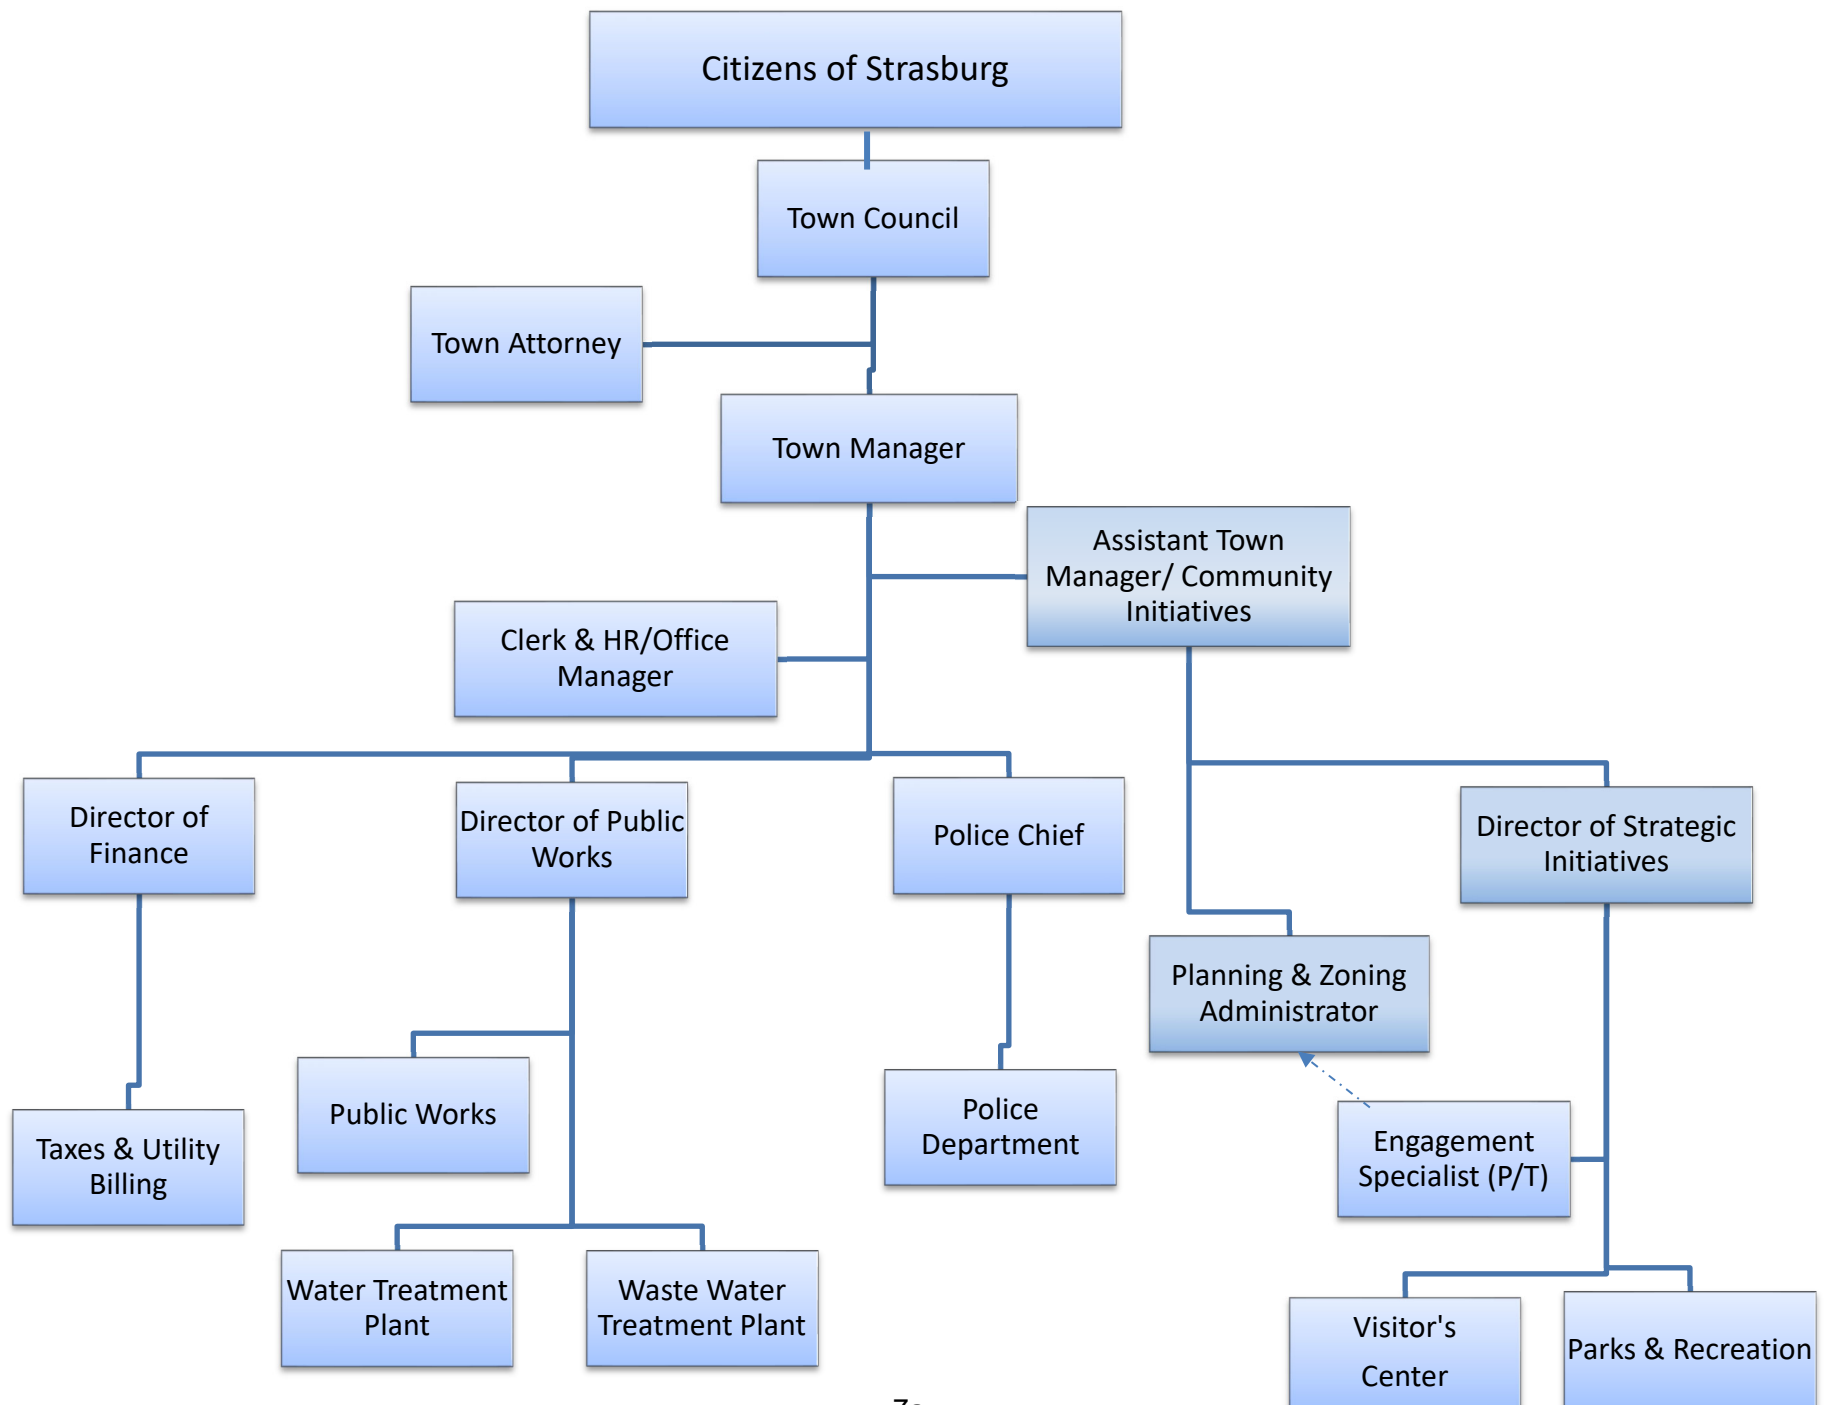 Citizens of Strasburg
Town Council
Town Attorney
Town Manager
Assistant Town
Manager/ Community
Initiatives
Clerk & HR/Office
Manager
Director of
Finance
Director of Public
Works
Police Chief
Director of Strategic
Initiatives
Planning & Zoning
Administrator
Public Works
Police
Department
Engagement
Specialist (P/T)
Taxes & Utility
Billing
Water Treatment
Plant
Waste Water
Treatment Plant
Visitor's
Center
Parks & Recreation